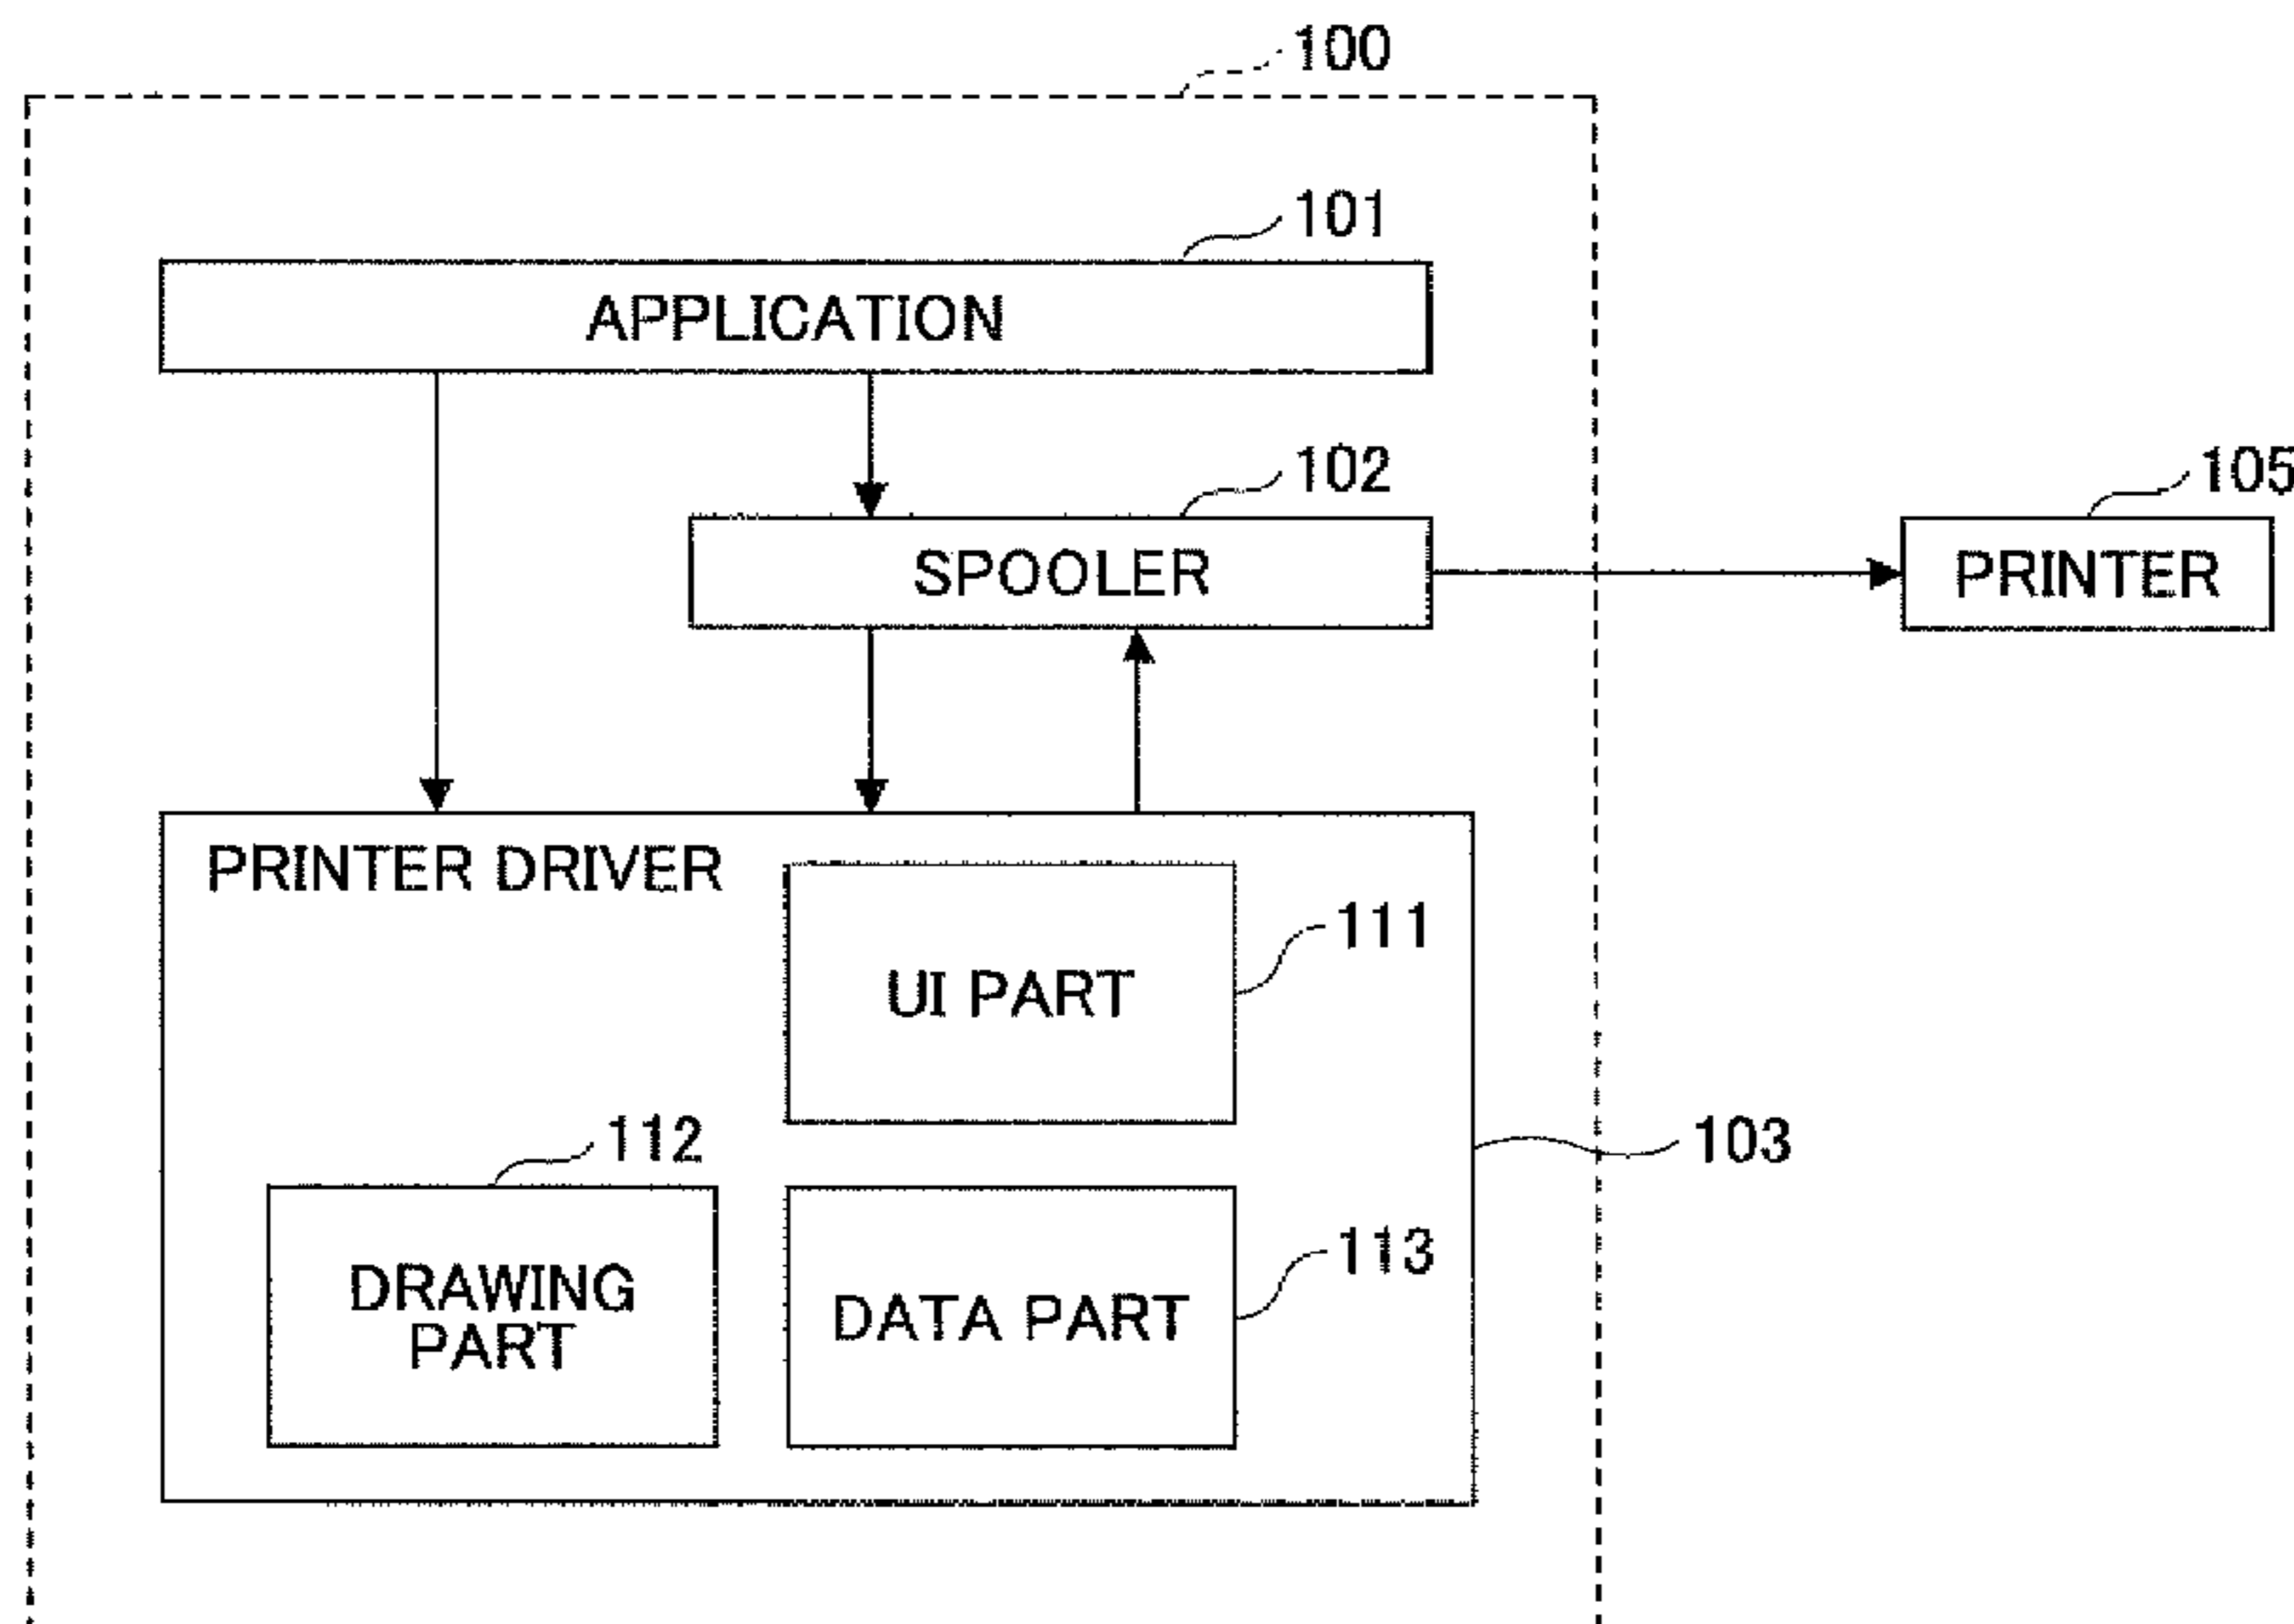 100
101
APPLICATION
102
105
SPOOLER
PRINTER
PRINTER DRIVER
111
UI PART
112
103
113
DRAWING
PART
DATA PART